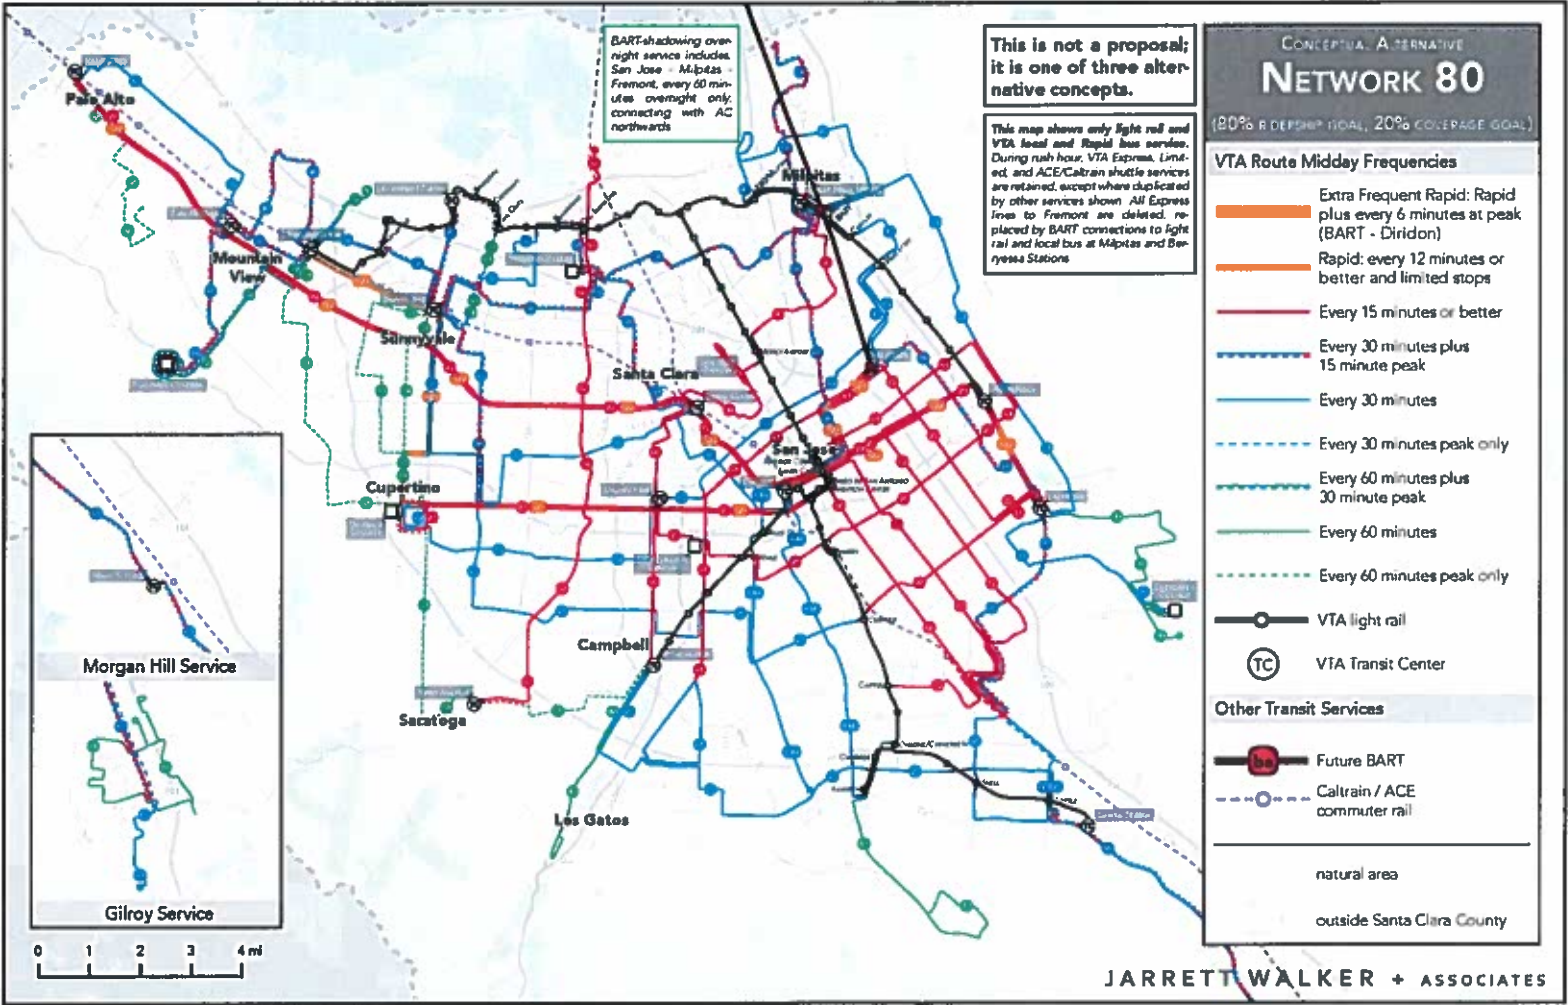 BART-shadowing over-
night service includes
San Jose - Milpitas -
Fremont, every 60 min-
utes overnight only,
connecting with AC
northwards
This is not a proposal;
it is one of three alter-
native concepts.
This map shows only light rail and
VTA local and Rapid bus service.
During rush hour, VTA Express, Limit-
ed, and ACE/Caltrain shuttle services
are retained, except where duplicated
by other services shown. All Express
lines to Fremont are deleted, re-
placed by BART connections to light
rail and local bus at Milpitas and Ber-
ryessa Stations
CONCEPTUAL ALTERNATIVE
NETWORK 80
(80% RIDERSHIP GOAL, 20% COVERAGE GOAL)
VTA Route Midday Frequencies
Extra Frequent Rapid: Rapid
plus every 6 minutes at peak
(BART - Diridon)
Rapid: every 12 minutes or
better and limited stops
Every 15 minutes or better
Every 30 minutes plus
15 minute peak
Every 30 minutes
Every 30 minutes peak only
Every 60 minutes plus
30 minute peak
Every 60 minutes
Every 60 minutes peak only
VTA light rail
TC
VTA Transit Center
Other Transit Services
ba
Future BART
Caltrain / ACE
commuter rail
natural area
outside Santa Clara County
Palo Alto
Mountain
View
Sunnyvale
Santa Clara
Milpitas
San Jose
Cupertino
Campbell
Saratoga
Los Gatos
Morgan Hill Service
Gilroy Service
0 1 2 3 4 mi
JARRETT WALKER + ASSOCIATES